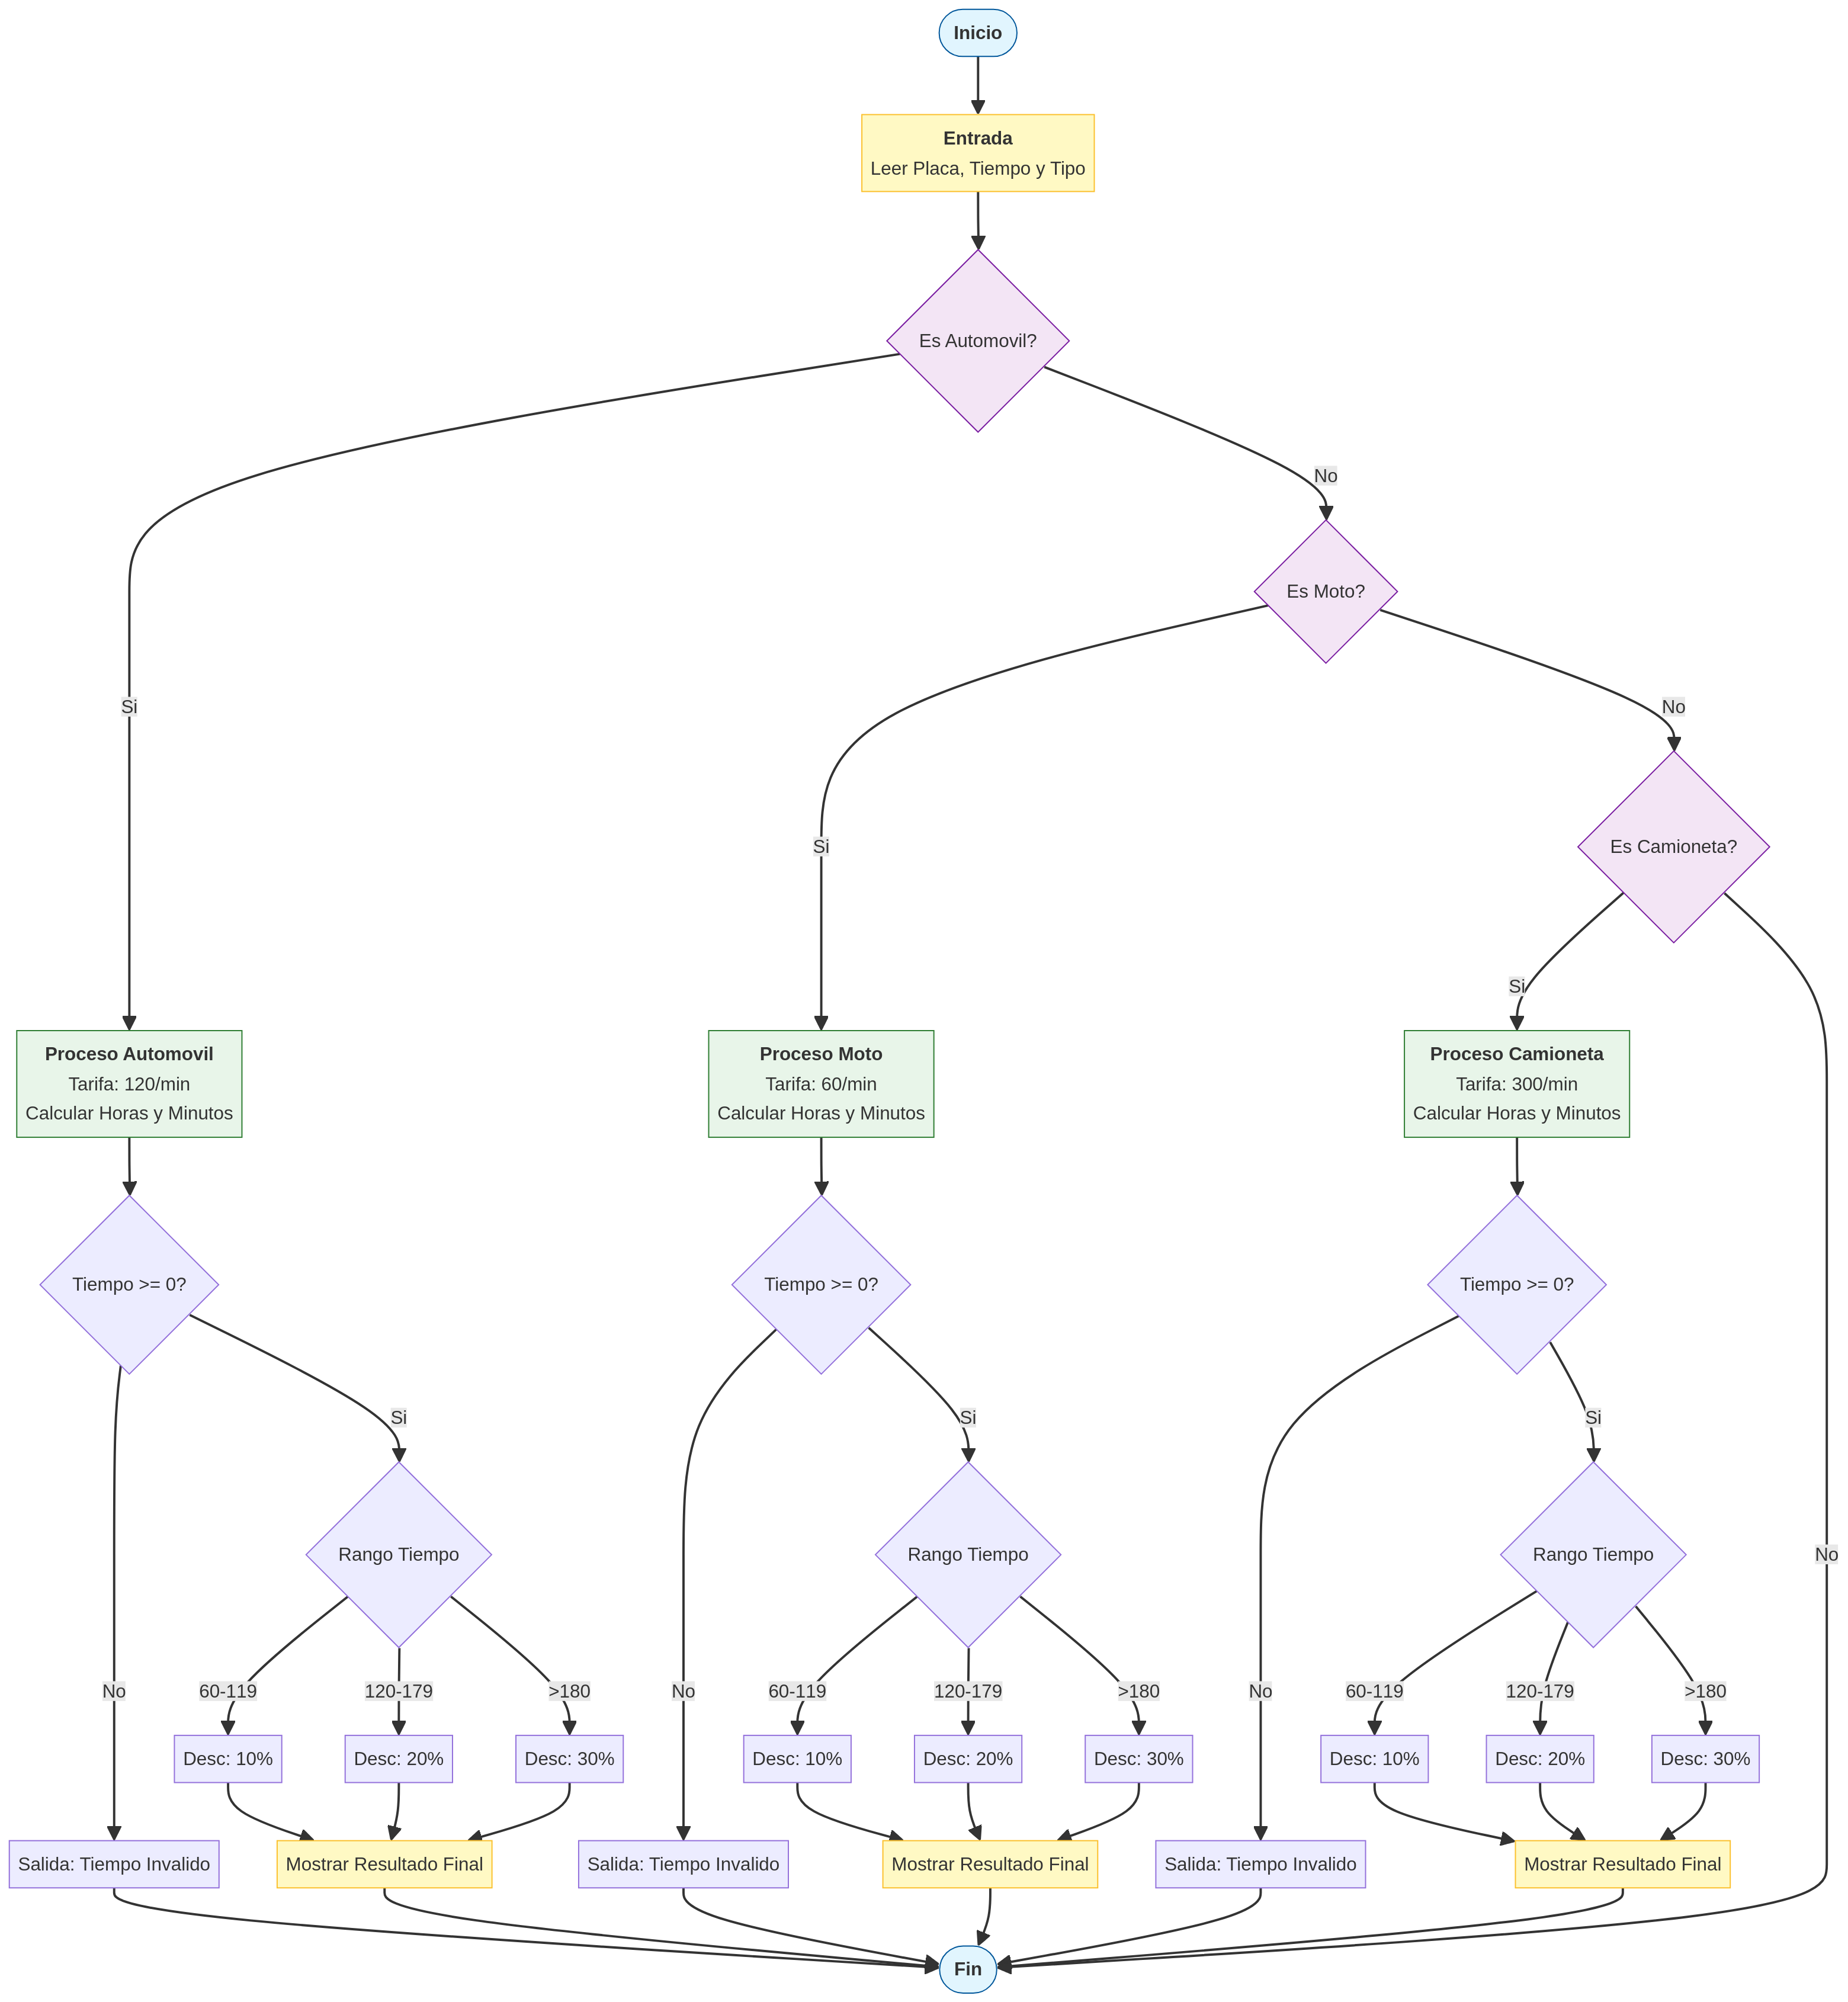 Inicio
Entrada
Leer Placa, Tiempo y Tipo
Es Automovil?
No
Es Moto?
Si
No
Si
Es Camioneta?
Si
Proceso Automovil
Tarifa: 120/min
Calcular Horas y Minutos
Proceso Moto
Tarifa: 60/min
Calcular Horas y Minutos
Proceso Camioneta
Tarifa: 300/min
Calcular Horas y Minutos
Tiempo >= 0?
Tiempo >= 0?
Tiempo >= 0?
Si
Si
Si
Rango Tiempo
Rango Tiempo
Rango Tiempo
No
No
60-119
120-179
>180
No
60-119
120-179
>180
No
60-119
120-179
>180
Desc: 10%
Desc: 20%
Desc: 30%
Desc: 10%
Desc: 20%
Desc: 30%
Desc: 10%
Desc: 20%
Desc: 30%
Salida: Tiempo Invalido
Mostrar Resultado Final
Salida: Tiempo Invalido
Mostrar Resultado Final
Salida: Tiempo Invalido
Mostrar Resultado Final
Fin